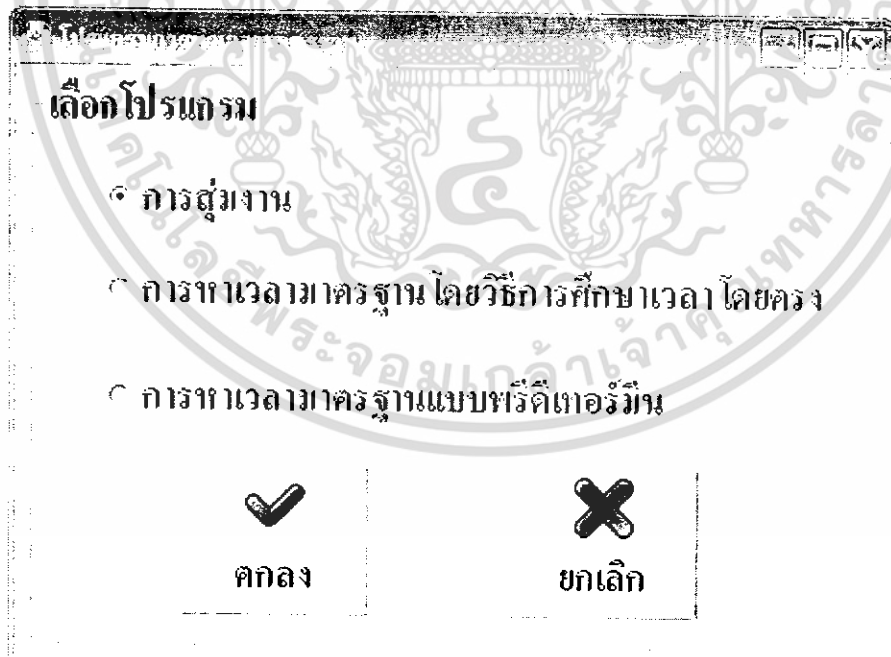 เลือกโปรแกรม
การสุ่มงาน
การหาเวลามาตรฐานโดยวิธีการศึกษาเวลาโดยตรง
การหาเวลามาตรฐานแบบพรีดีเทอร์มีน
ตกลง
ยกเลิก